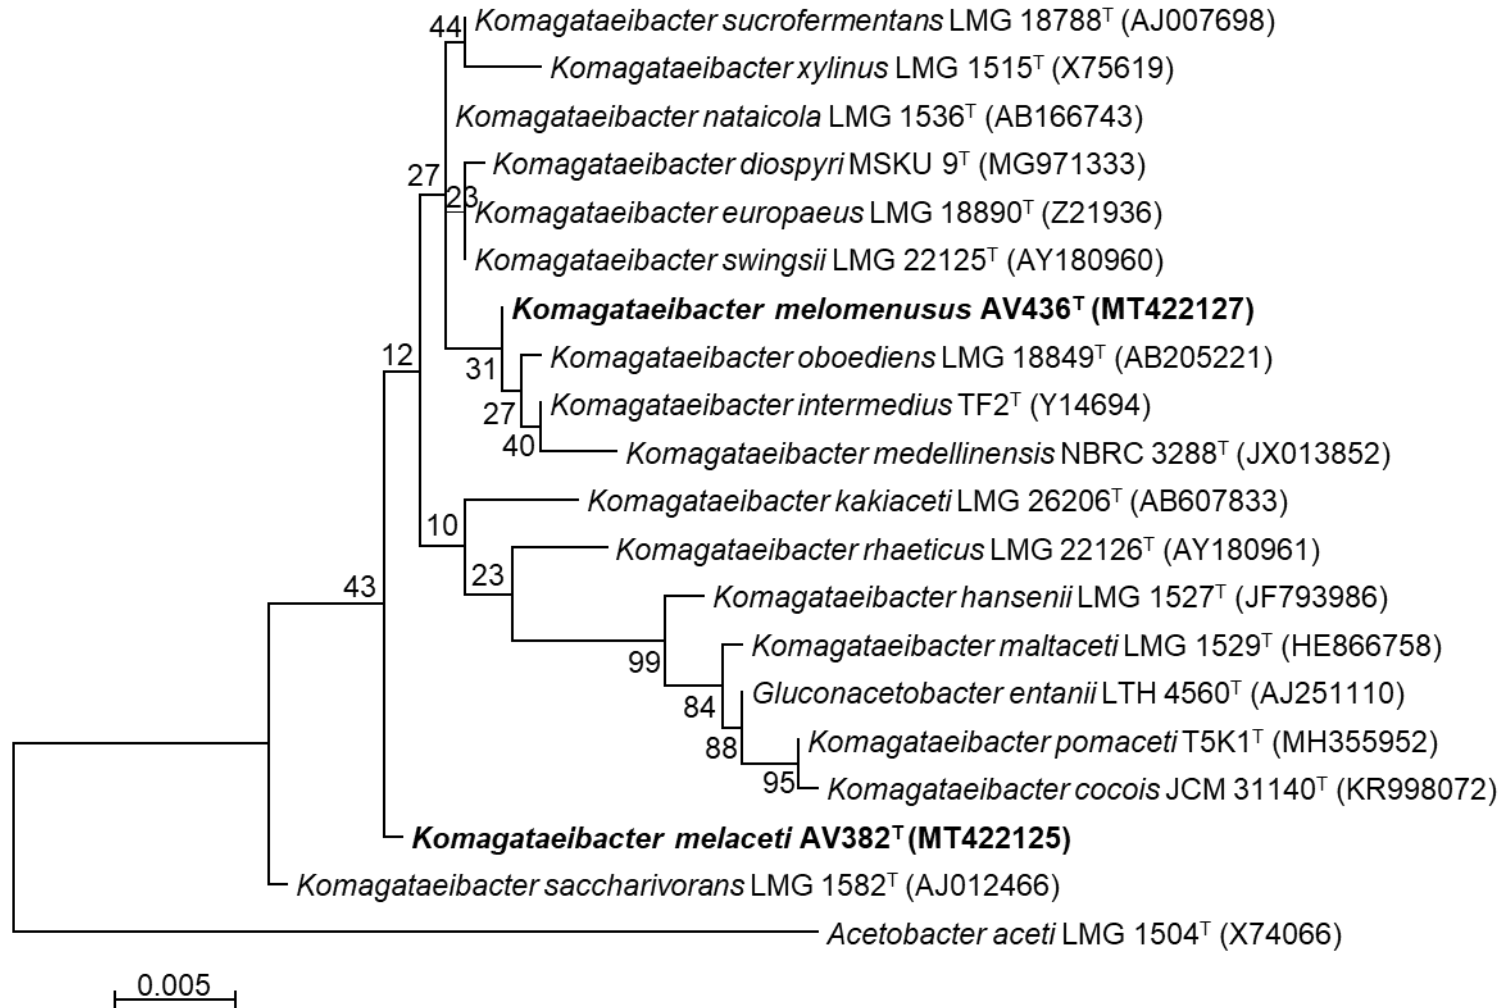 44 Komagataeibacter sucrofermentans LMG 18788ᵀ (AJ007698)
Komagataeibacter xylinus LMG 1515ᵀ (X75619)
Komagataeibacter nataicola LMG 1536ᵀ (AB166743)
Komagataeibacter diospyri MSKU 9ᵀ (MG971333)
27
23
Komagataeibacter europaeus LMG 18890ᵀ (Z21936)
Komagataeibacter swingsii LMG 22125ᵀ (AY180960)
Komagataeibacter melomenusus AV436ᵀ (MT422127)
12
Komagataeibacter oboediens LMG 18849ᵀ (AB205221)
31
Komagataeibacter intermedius TF2ᵀ (Y14694)
27
40
Komagataeibacter medellinensis NBRC 3288ᵀ (JX013852)
Komagataeibacter kakiaceti LMG 26206ᵀ (AB607833)
10
Komagataeibacter rhaeticus LMG 22126ᵀ (AY180961)
23
43
Komagataeibacter hansenii LMG 1527ᵀ (JF793986)
Komagataeibacter maltaceti LMG 1529ᵀ (HE866758)
99
Gluconacetobacter entanii LTH 4560ᵀ (AJ251110)
84
Komagataeibacter pomaceti T5K1ᵀ (MH355952)
88
95
Komagataeibacter cocois JCM 31140ᵀ (KR998072)
Komagataeibacter melaceti AV382ᵀ (MT422125)
Komagataeibacter saccharivorans LMG 1582ᵀ (AJ012466)
Acetobacter aceti LMG 1504ᵀ (X74066)
0.005